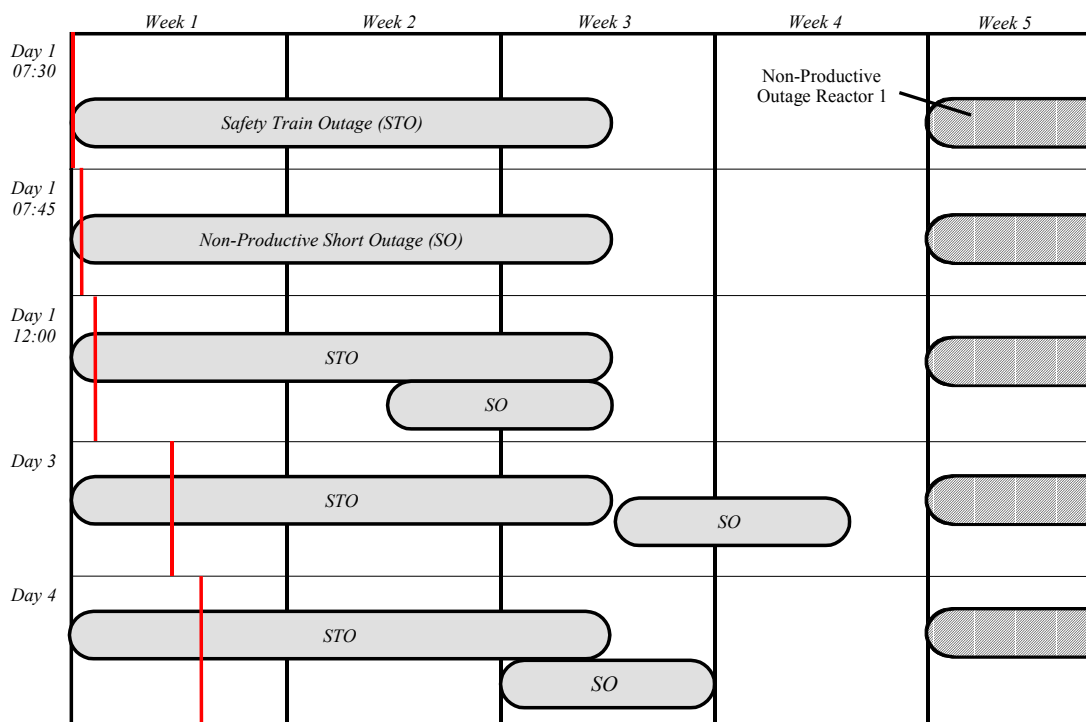 Week 1
Week 2
Week 3
Week 4
Week 5
Day 1
07:30
Non-Productive
Outage Reactor 1
Safety Train Outage (STO)
Day 1
07:45
Non-Productive Short Outage (SO)
Day 1
12:00
STO
SO
Day 3
STO
SO
Day 4
STO
SO